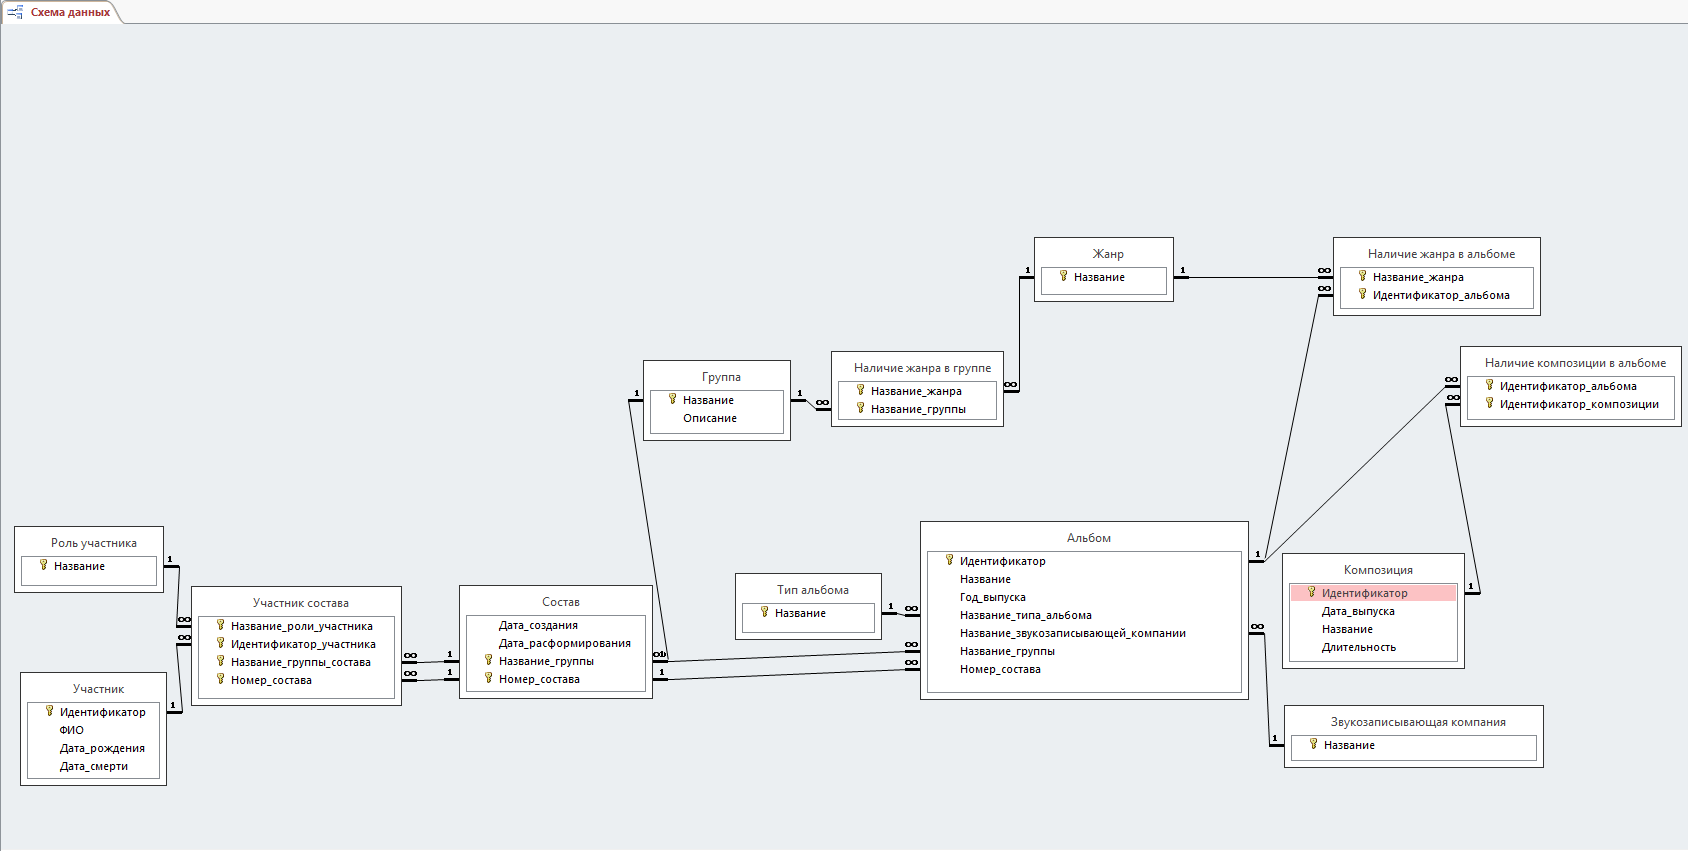 Схема данных
Жанр
Название
Наличие жанра в альбоме
Название_жанра
Идентификатор_альбома
Группа
Название
Описание
Наличие жанра в группе
Название_жанра
Название_группы
Наличие композиции в альбоме
Идентификатор_альбома
Идентификатор_композиции
Роль участника
Название
Участник состава
Название_роли_участника
Идентификатор_участника
Название_группы_состава
Номер_состава
Состав
Дата_создания
Дата_расформирования
Название_группы
Номер_состава
Тип альбома
Название
Альбом
Идентификатор
Название
Год_выпуска
Название_типа_альбома
Название_звукозаписывающей_компании
Название_группы
Номер_состава
Композиция
Идентификатор
Дата_выпуска
Название
Длительность
Участник
Идентификатор
ФИО
Дата_рождения
Дата_смерти
Звукозаписывающая компания
Название